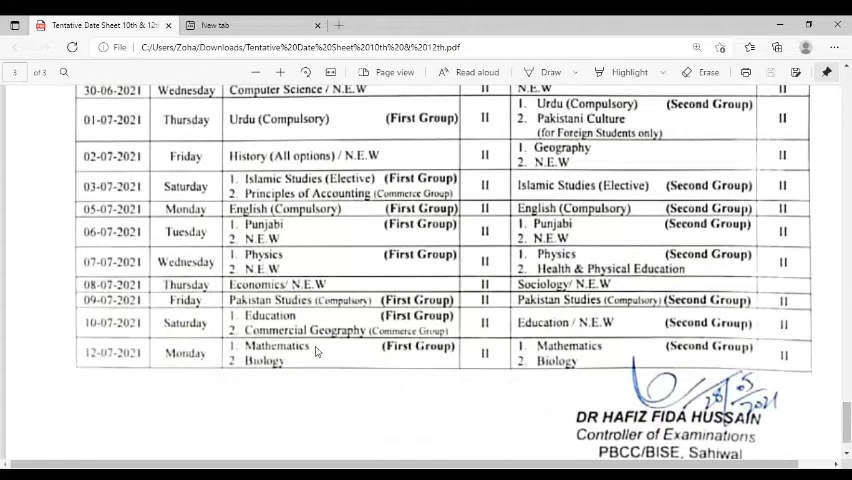 Tentative Date Sheet 10th & 12th
New tab
File C:/Users/Zoha/Downloads/Tentative%20Date%20Sheet%2010th%20&%2012th.pdf
3 of 3 Page view Read aloud Draw Highlight Erase
30-06-2021 Wednesday Computer Science / N.E.W II N.E.W II
01-07-2021 Thursday Urdu (Compulsory) (First Group) II 1. Urdu (Compulsory) (Second Group) II
2. Pakistani Culture
(for Foreign Students only)
02-07-2021 Friday History (All options) / N.E.W II 1. Geography II
2. N.E.W
03-07-2021 Saturday 1. Islamic Studies (Elective) (First Group) II Islamic Studies (Elective) (Second Group) II
2. Principles of Accounting (Commerce Group)
05-07-2021 Monday English (Compulsory) (First Group) II English (Compulsory) (Second Group) II
06-07-2021 Tuesday 1. Punjabi (First Group) II 1. Punjabi (Second Group) II
2. N.E.W 2. N.E.W
07-07-2021 Wednesday 1. Physics (First Group) II 1. Physics (Second Group) II
2. N.E.W 2. Health & Physical Education
08-07-2021 Thursday Economics/ N.E.W II Sociology/ N.E.W II
09-07-2021 Friday Pakistan Studies (Compulsory) (First Group) II Pakistan Studies (Compulsory) (Second Group) II
10-07-2021 Saturday 1. Education (First Group) II Education / N.E.W (Second Group) II
2. Commercial Geography (Commerce Group)
12-07-2021 Monday 1. Mathematics (First Group) II 1. Mathematics (Second Group) II
2 Biology 2. Biology
28/05/2021
DR HAFIZ FIDA HUSSAIN
Controller of Examinations
PBCC/BISE, Sahiwal